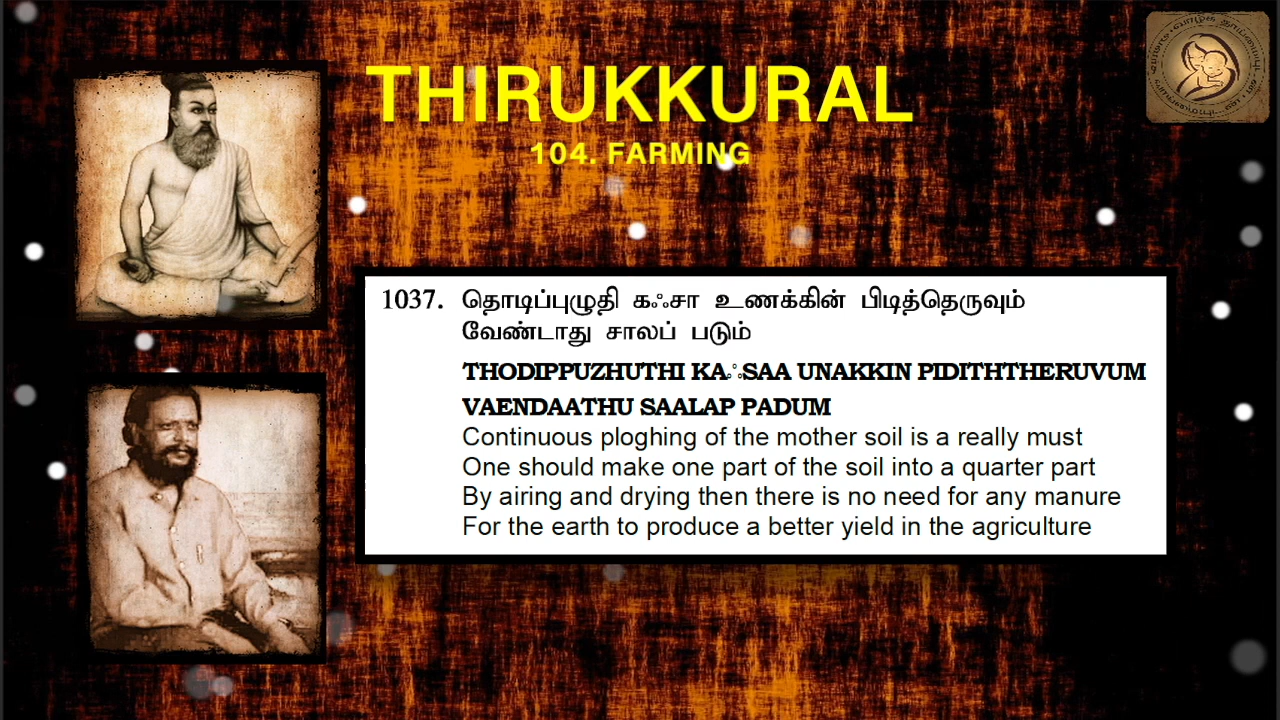 THIRUKKURAL
104. FARMING
1037. தொடிப்புழுதி கஃசா உணக்கின் பிடித்தெருவும்
வேண்டாது சாலப் படும்
THODIPPUZHUTHI KAஃSAA UNAKKIN PIDITHTHERUVUM
VAENDAATHU SAALAP PADUM
Continuous ploghing of the mother soil is a really must
One should make one part of the soil into a quarter part
By airing and drying then there is no need for any manure
For the earth to produce a better yield in the agriculture